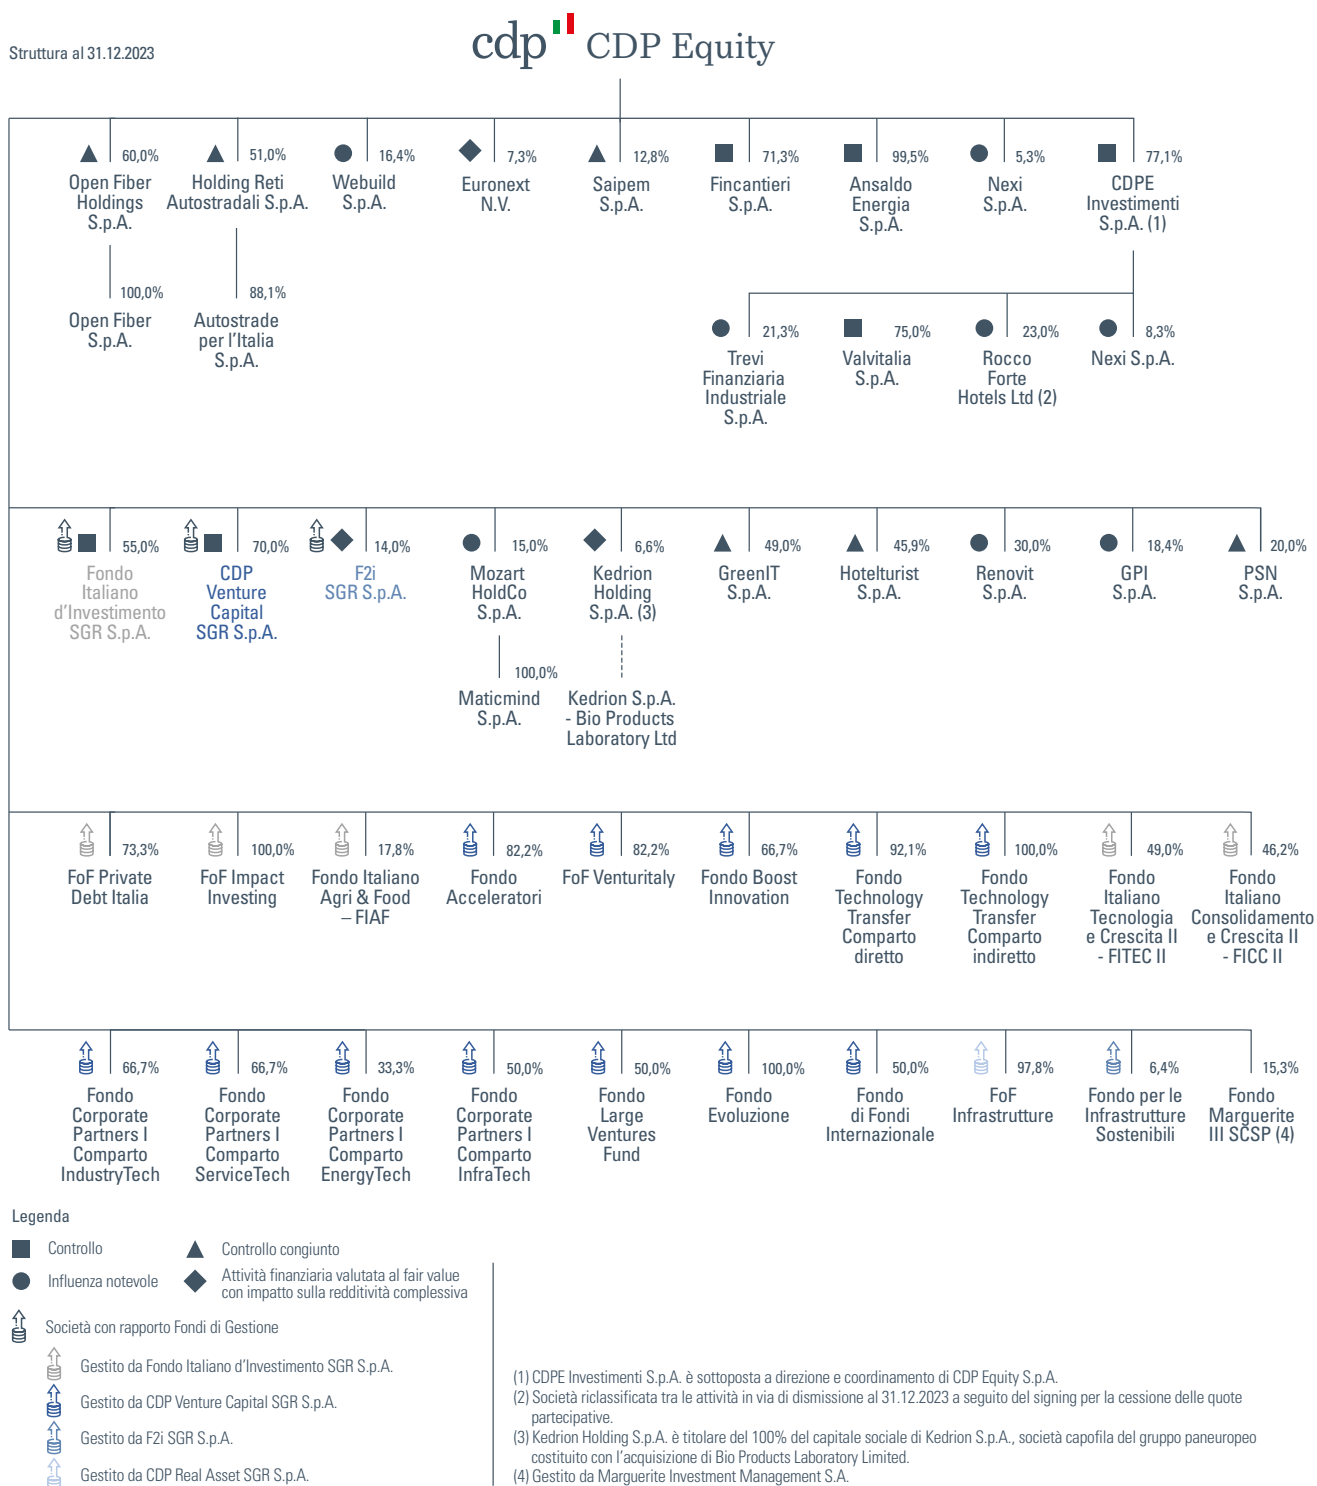 Struttura al 31.12.2023
cdp CDP Equity
60,0%
Open Fiber
Holdings
S.p.A.
51,0%
Holding Reti
Autostradali S.p.A.
16,4%
Webuild
S.p.A.
7,3%
Euronext
N.V.
12,8%
Saipem
S.p.A.
71,3%
Fincantieri
S.p.A.
99,5%
Ansaldo
Energia
S.p.A.
5,3%
Nexi
S.p.A.
77,1%
CDPE
Investimenti
S.p.A. (1)
100,0%
Open Fiber
S.p.A.
88,1%
Autostrade
per l'Italia
S.p.A.
21,3%
Trevi
Finanziaria
Industriale
S.p.A.
75,0%
Valvitalia
S.p.A.
23,0%
Rocco
Forte
Hotels Ltd (2)
8,3%
Nexi S.p.A.
55,0%
Fondo
Italiano
d'Investimento
SGR S.p.A.
70,0%
CDP
Venture
Capital
SGR S.p.A.
14,0%
F2i
SGR S.p.A.
15,0%
Mozart
HoldCo
S.p.A.
6,6%
Kedrion
Holding
S.p.A. (3)
49,0%
GreenIT
S.p.A.
45,9%
Hotelturist
S.p.A.
30,0%
Renovit
S.p.A.
18,4%
GPI
S.p.A.
20,0%
PSN
S.p.A.
100,0%
Maticmind
S.p.A.
Kedrion S.p.A.
- Bio Products
Laboratory Ltd
73,3%
FoF Private
Debt Italia
100,0%
FoF Impact
Investing
17,8%
Fondo Italiano
Agri & Food
– FIAF
82,2%
Fondo
Acceleratori
82,2%
FoF Venturitaly
66,7%
Fondo Boost
Innovation
92,1%
Fondo
Technology
Transfer
Comparto
diretto
100,0%
Fondo
Technology
Transfer
Comparto
indiretto
49,0%
Fondo
Italiano
Tecnologia
e Crescita II
- FITEC II
46,2%
Fondo
Italiano
Consolidamento
e Crescita II
- FICC II
66,7%
Fondo
Corporate
Partners I
Comparto
IndustryTech
66,7%
Fondo
Corporate
Partners I
Comparto
ServiceTech
33,3%
Fondo
Corporate
Partners I
Comparto
EnergyTech
50,0%
Fondo
Corporate
Partners I
Comparto
InfraTech
50,0%
Fondo
Large
Ventures
Fund
100,0%
Fondo
Evoluzione
50,0%
Fondo
di Fondi
Internazionale
97,8%
FoF
Infrastrutture
6,4%
Fondo per le
Infrastrutture
Sostenibili
15,3%
Fondo
Marguerite
III SCSP (4)
Legenda
Controllo
Controllo congiunto
Influenza notevole
Attività finanziaria valutata al fair value
con impatto sulla redditività complessiva
Società con rapporto Fondi di Gestione
Gestito da Fondo Italiano d'Investimento SGR S.p.A.
Gestito da CDP Venture Capital SGR S.p.A.
Gestito da F2i SGR S.p.A.
Gestito da CDP Real Asset SGR S.p.A.
(1) CDPE Investimenti S.p.A. è sottoposta a direzione e coordinamento di CDP Equity S.p.A.
(2) Società riclassificata tra le attività in via di dismissione al 31.12.2023 a seguito del signing per la cessione delle quote
partecipative.
(3) Kedrion Holding S.p.A. è titolare del 100% del capitale sociale di Kedrion S.p.A., società capofila del gruppo paneuropeo
costituito con l'acquisizione di Bio Products Laboratory Limited.
(4) Gestito da Marguerite Investment Management S.A.